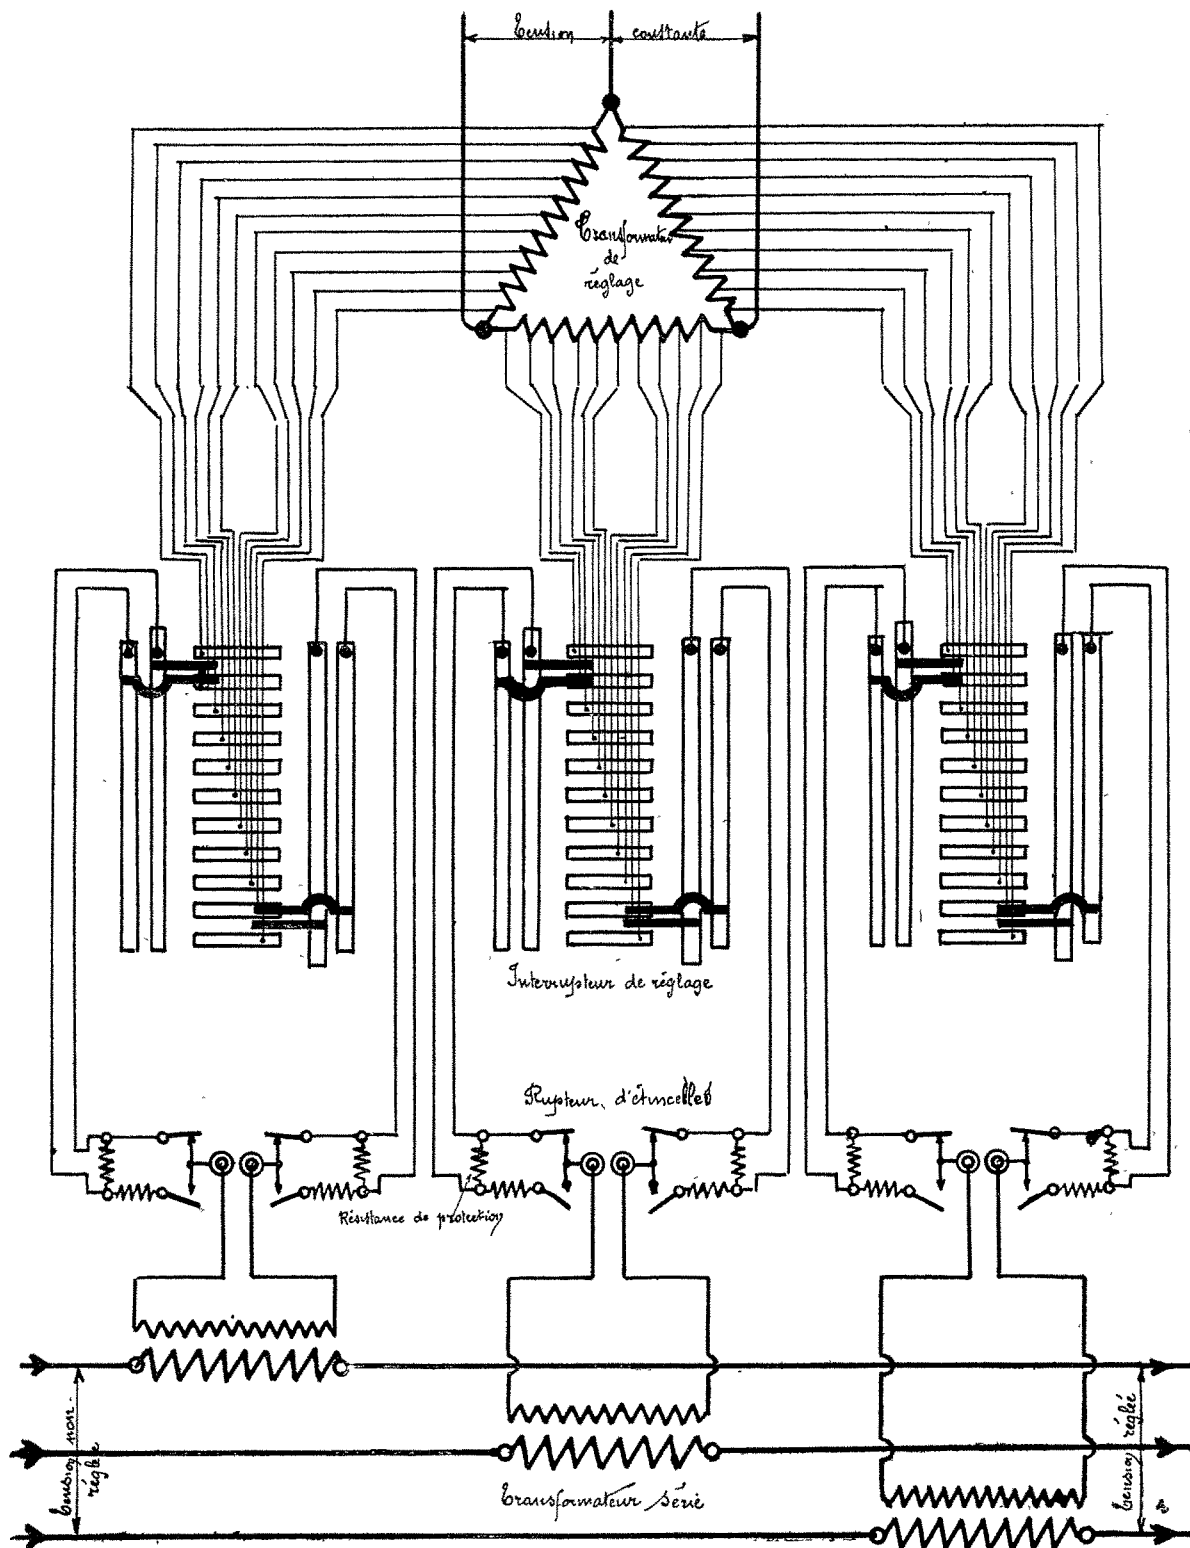 Tension constante
Transformateur
de
réglage
Interrupteur de réglage
Rupteur d'étincelles
Résistance de protection
Tension non
réglée
Tension réglée
Transformateur série